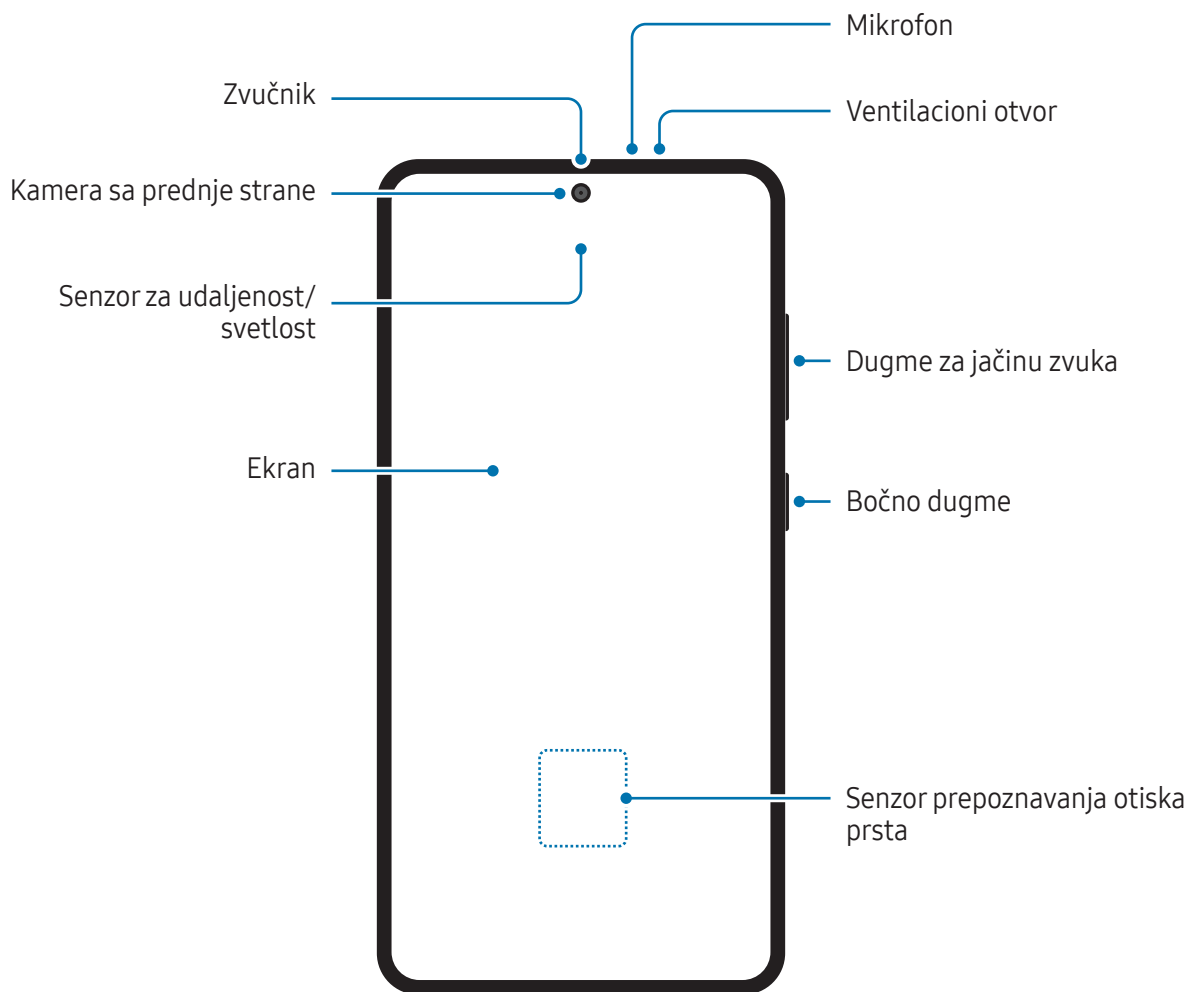 Mikrofon
Zvučnik
Ventilacioni otvor
Kamera sa prednje strane
Senzor za udaljenost/
svetlost
Dugme za jačinu zvuka
Ekran
Bočno dugme
Senzor prepoznavanja otiska
prsta